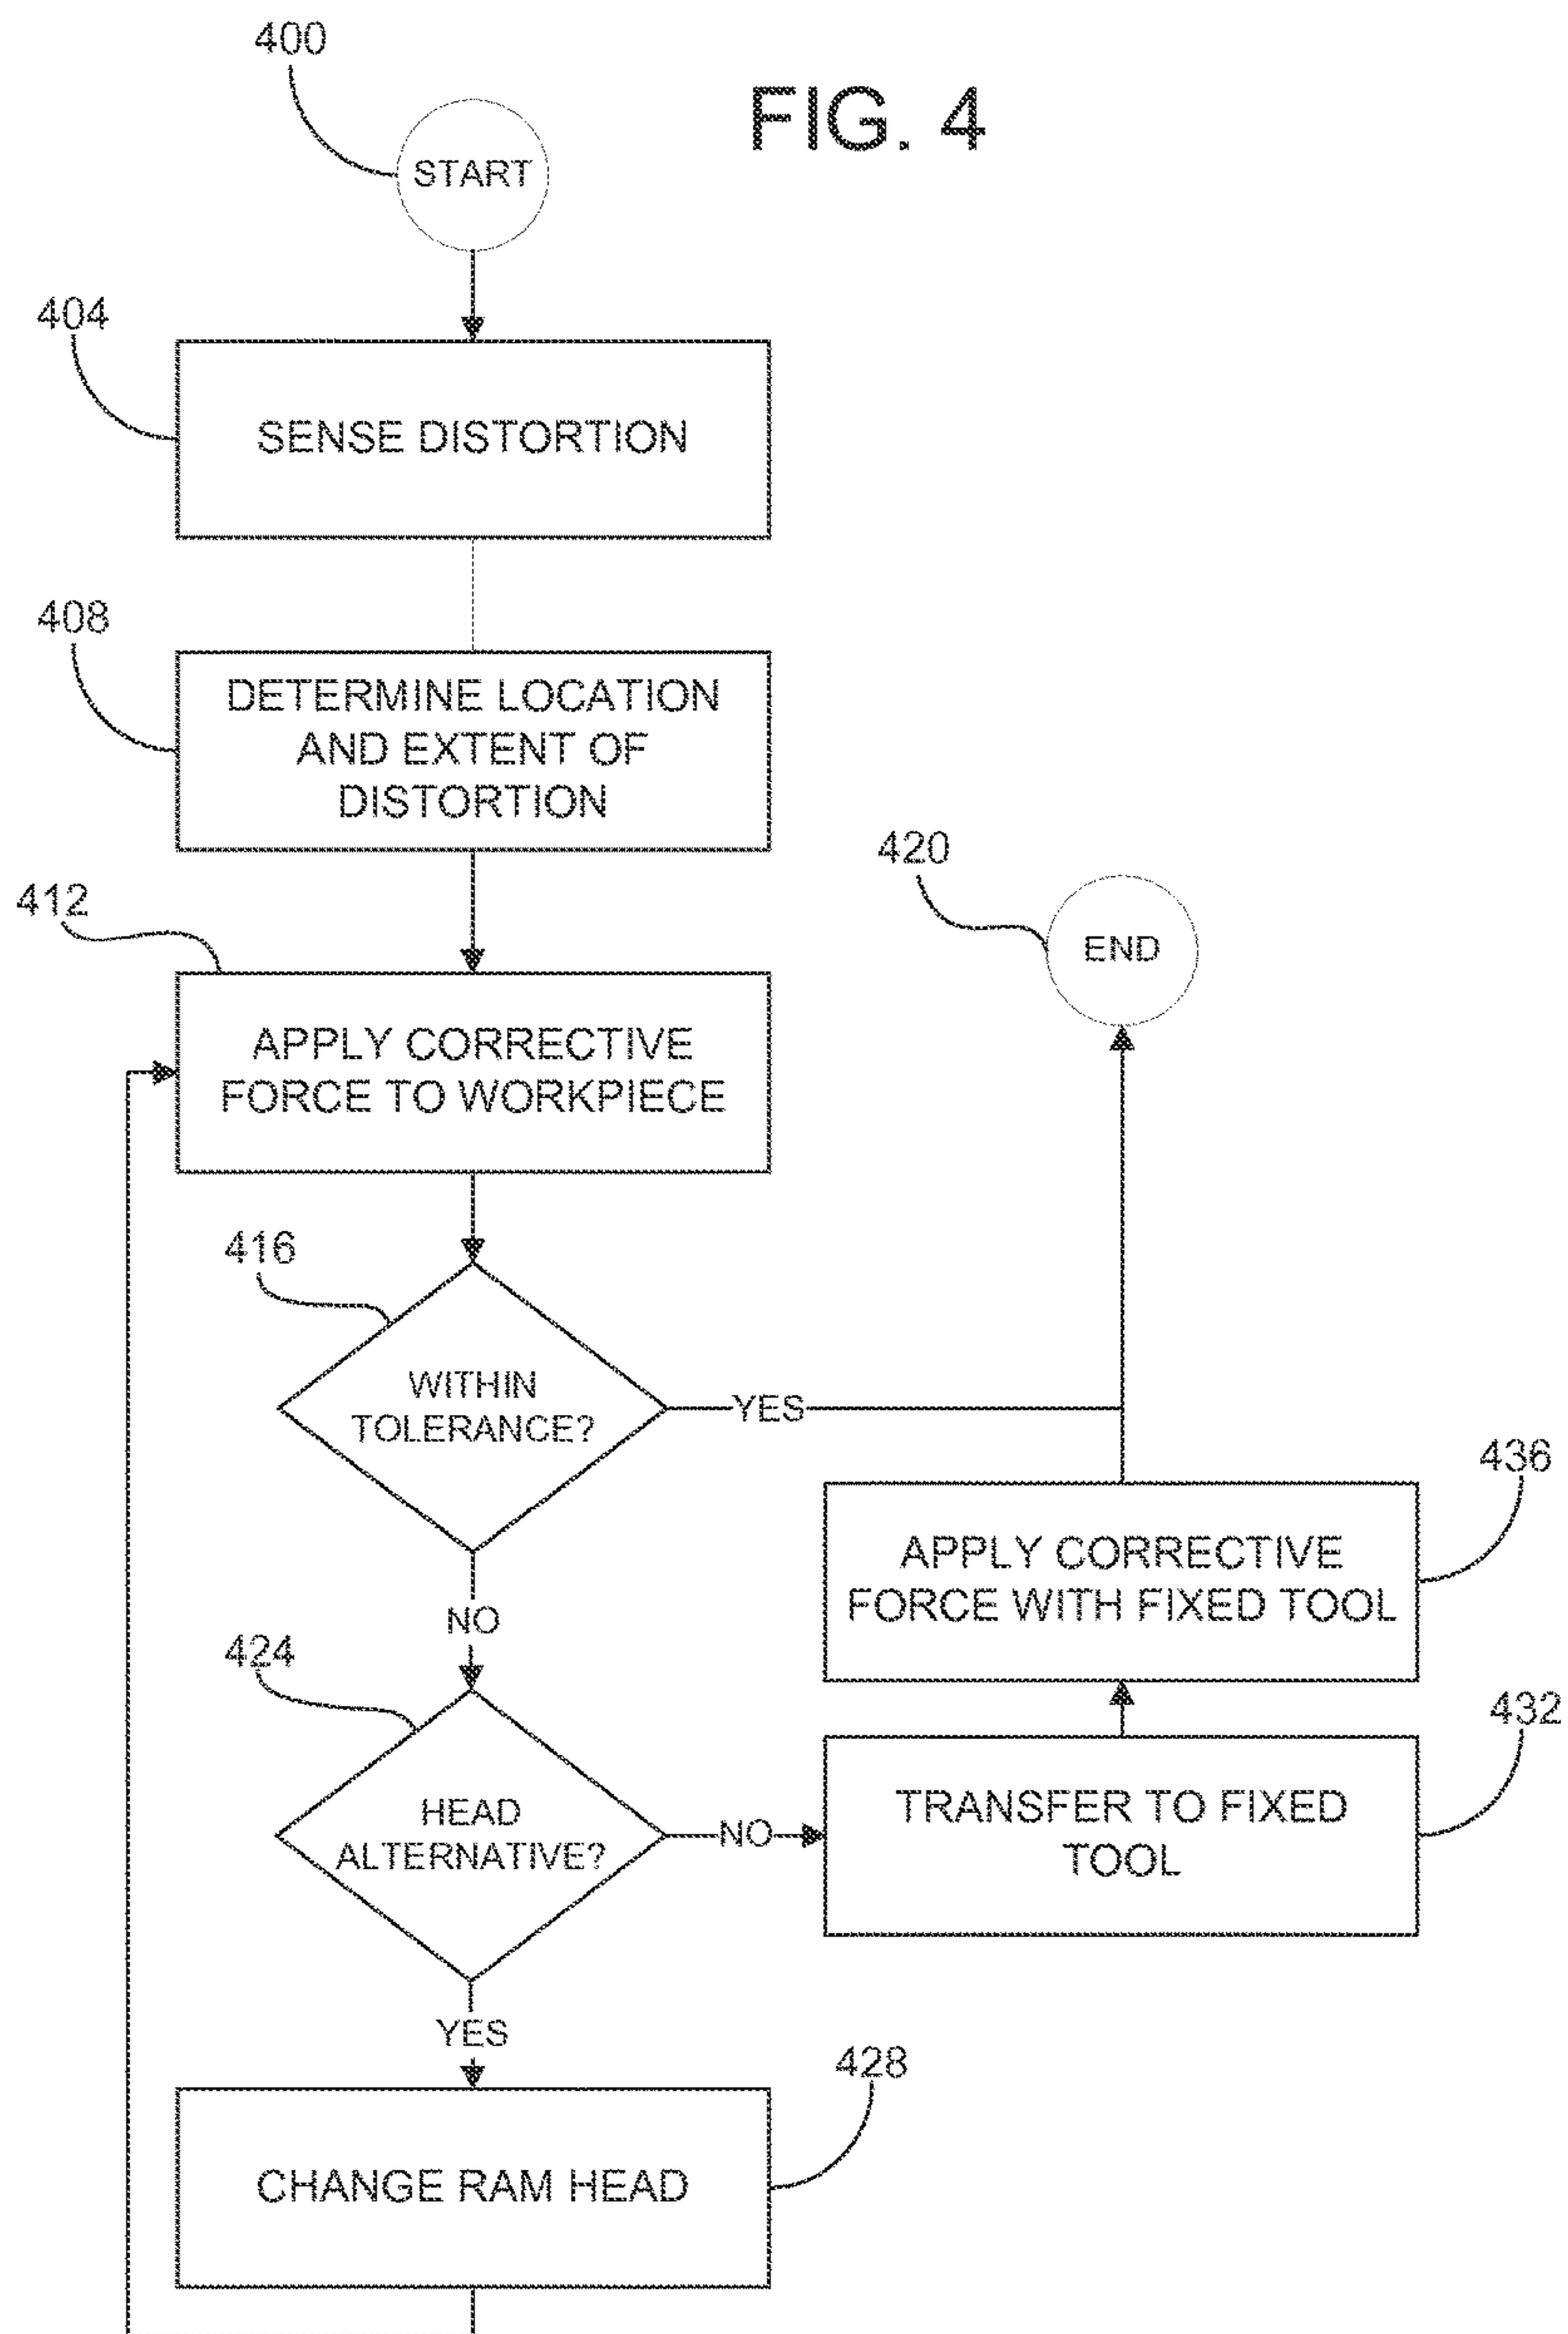 400
FIG. 4
START
404
SENSE DISTORTION
408
DETERMINE LOCATION
AND EXTENT OF
DISTORTION
412
420
END
APPLY CORRECTIVE
FORCE TO WORKPIECE
416
WITHIN
TOLERANCE?
YES
436
APPLY CORRECTIVE
FORCE WITH FIXED TOOL
NO
424
432
HEAD
ALTERNATIVE?
NO
TRANSFER TO FIXED
TOOL
YES
428
CHANGE RAM HEAD